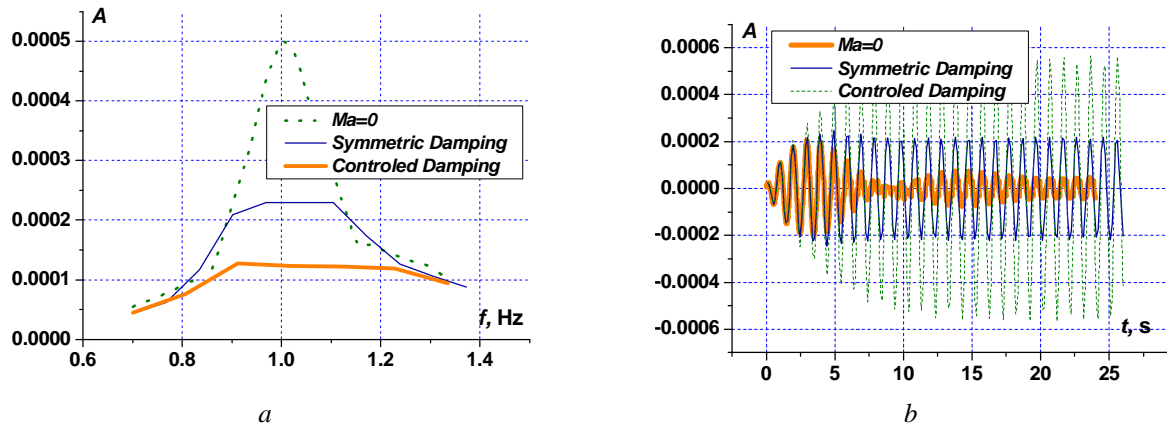 A
0.0005
0.0004
0.0003
0.0002
0.0001
0.0000
0.6 0.8 1.0 1.2 1.4
f, Hz
Ma=0
Symmetric Damping
Controled Damping
a
A
0.0006
0.0004
0.0002
0.0000
-0.0002
-0.0004
-0.0006
0 5 10 15 20 25
t, s
Ma=0
Symmetric Damping
Controled Damping
b